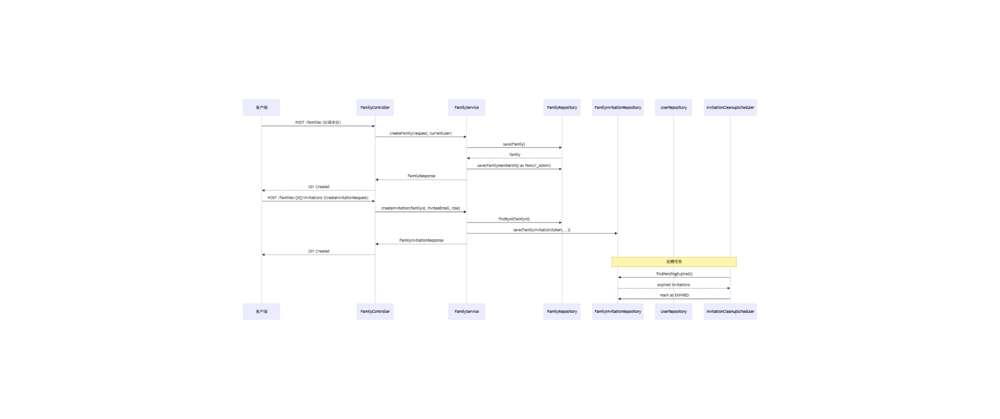 客户端
FamilyController
FamilyService
FamilyRepository
FamilyInvitationRepository
UserRepository
InvitationCleanupScheduler
POST /families (创建家庭)
createFamily(request, currentUser)
save(Family)
family
save(FamilyMembership as FAMILY_ADMIN)
FamilyResponse
201 Created
POST /families/{id}/invitations (CreateInvitationRequest)
createInvitation(familyId, inviteeEmail, role)
findById(familyId)
save(FamilyInvitation(token,...))
FamilyInvitationResponse
201 Created
定期任务
findPendingExpired()
expired invitations
mark as EXPIRED
客户端
FamilyController
FamilyService
FamilyRepository
FamilyInvitationRepository
UserRepository
InvitationCleanupScheduler